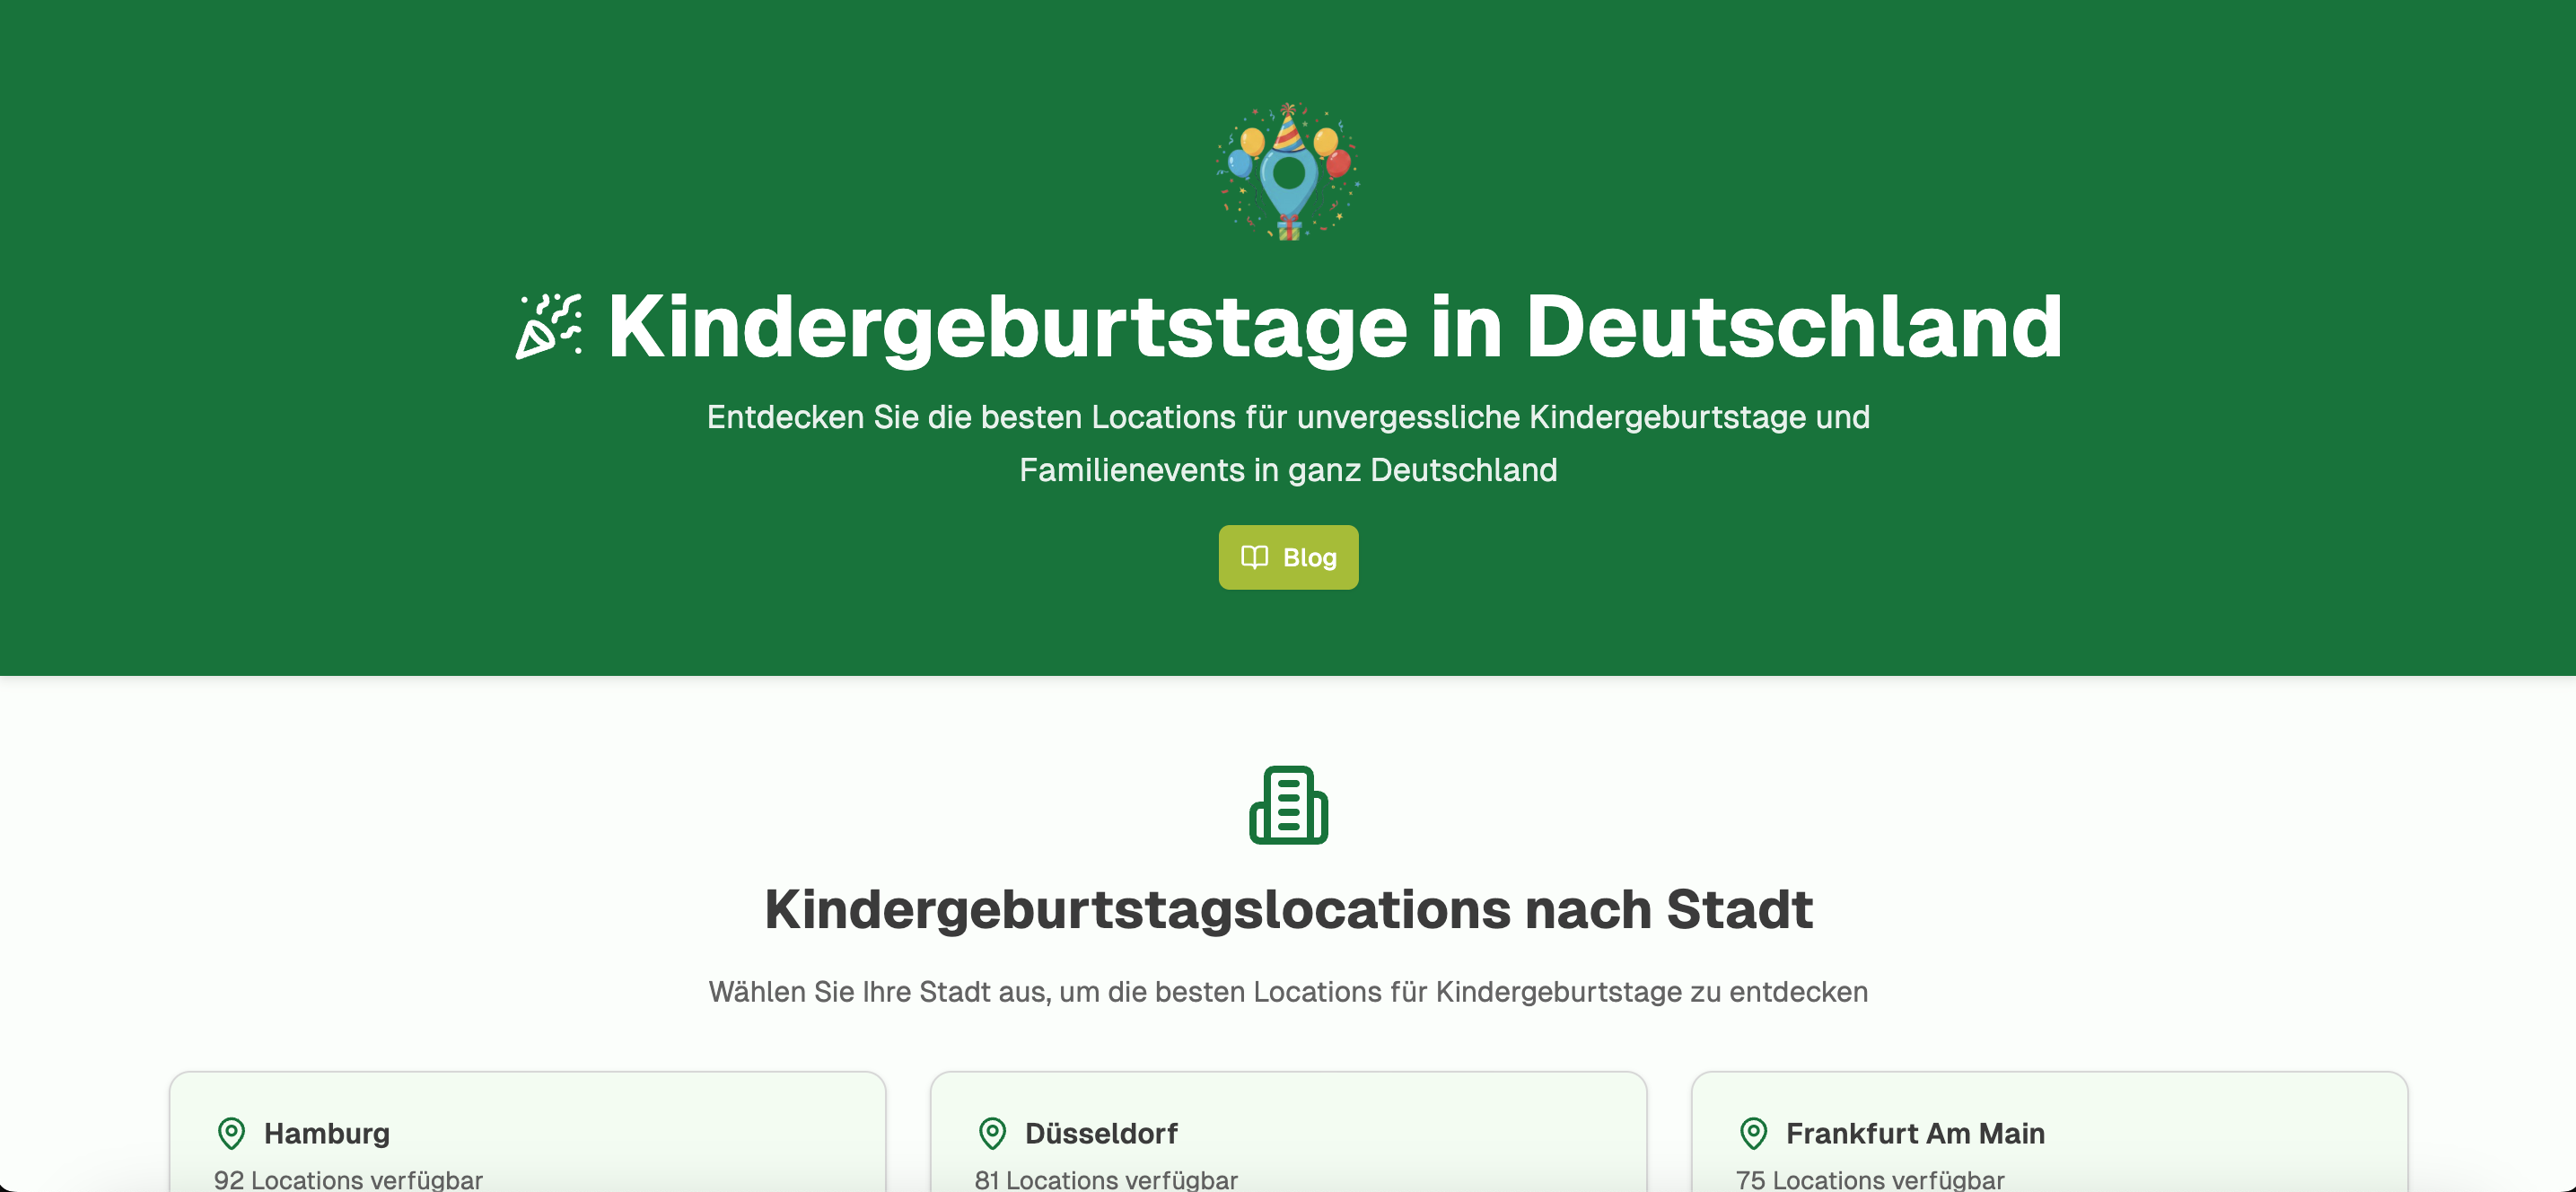 Kindergeburtstage in Deutschland
Entdecken Sie die besten Locations für unvergessliche Kindergeburtstage und
Familienevents in ganz Deutschland
Blog
Kindergeburtstagslocations nach Stadt
Wählen Sie Ihre Stadt aus, um die besten Locations für Kindergeburtstage zu entdecken
Hamburg
92 Locations verfügbar
Düsseldorf
81 Locations verfügbar
Frankfurt Am Main
75 Locations verfügbar